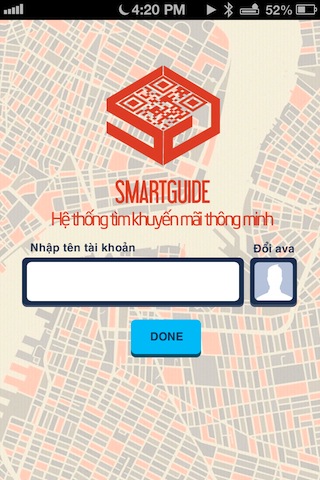 4:20 PM 52%
SMARTGUIDE
Hệ thống tìm khuyến mãi thông minh
Nhập tên tài khoản Đổi ava
DONE